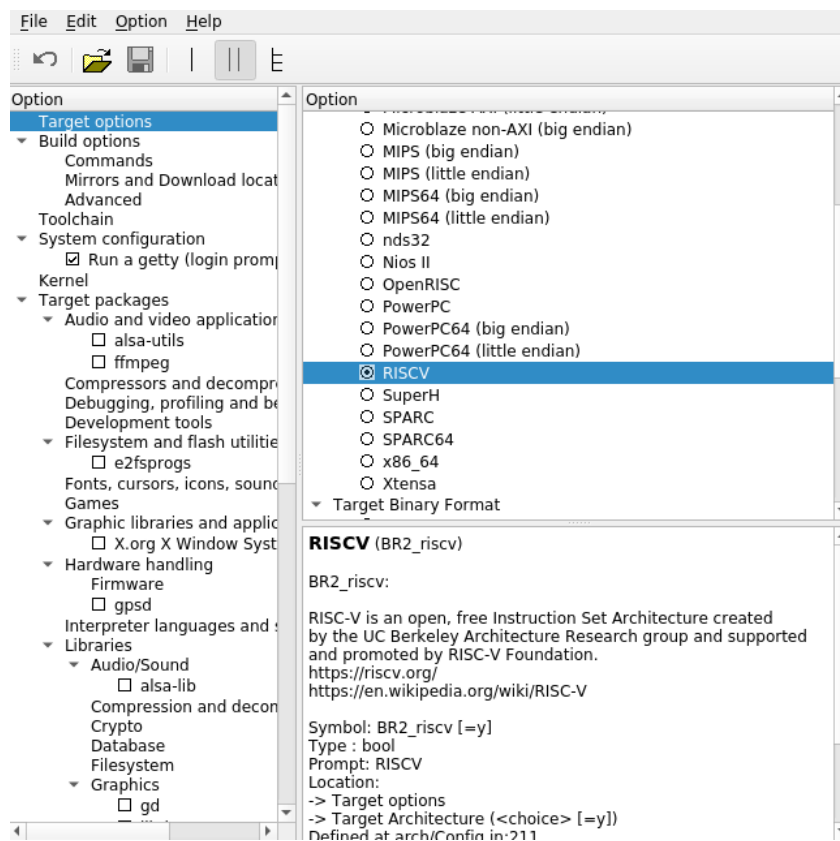 File Edit Option Help
Option
Target options
Build options
Commands
Mirrors and Download locat
Advanced
Toolchain
System configuration
Run a getty (login prom
Kernel
Target packages
Audio and video application
alsa-utils
ffmpeg
Compressors and decompr
Debugging, profiling and be
Development tools
Filesystem and flash utilitie
e2fsprogs
Fonts, cursors, icons, sound
Games
Graphic libraries and applic
X.org X Window Syst
Hardware handling
Firmware
gpsd
Interpreter languages and s
Libraries
Audio/Sound
alsa-lib
Compression and decon
Crypto
Database
Filesystem
Graphics
gd
Option
Microblaze non-AXI (big endian)
MIPS (big endian)
MIPS (little endian)
MIPS64 (big endian)
MIPS64 (little endian)
nds32
Nios II
OpenRISC
PowerPC
PowerPC64 (big endian)
PowerPC64 (little endian)
RISCV
SuperH
SPARC
SPARC64
x86_64
Xtensa
Target Binary Format
RISCV (BR2_riscv)
BR2_riscv:
RISC-V is an open, free Instruction Set Architecture created
by the UC Berkeley Architecture Research group and supported
and promoted by RISC-V Foundation.
https://riscv.org/
https://en.wikipedia.org/wiki/RISC-V
Symbol: BR2_riscv [=y]
Type : bool
Prompt: RISCV
Location:
-> Target options
-> Target Architecture (<choice> [=y])
Defined at arch/Config.in:211